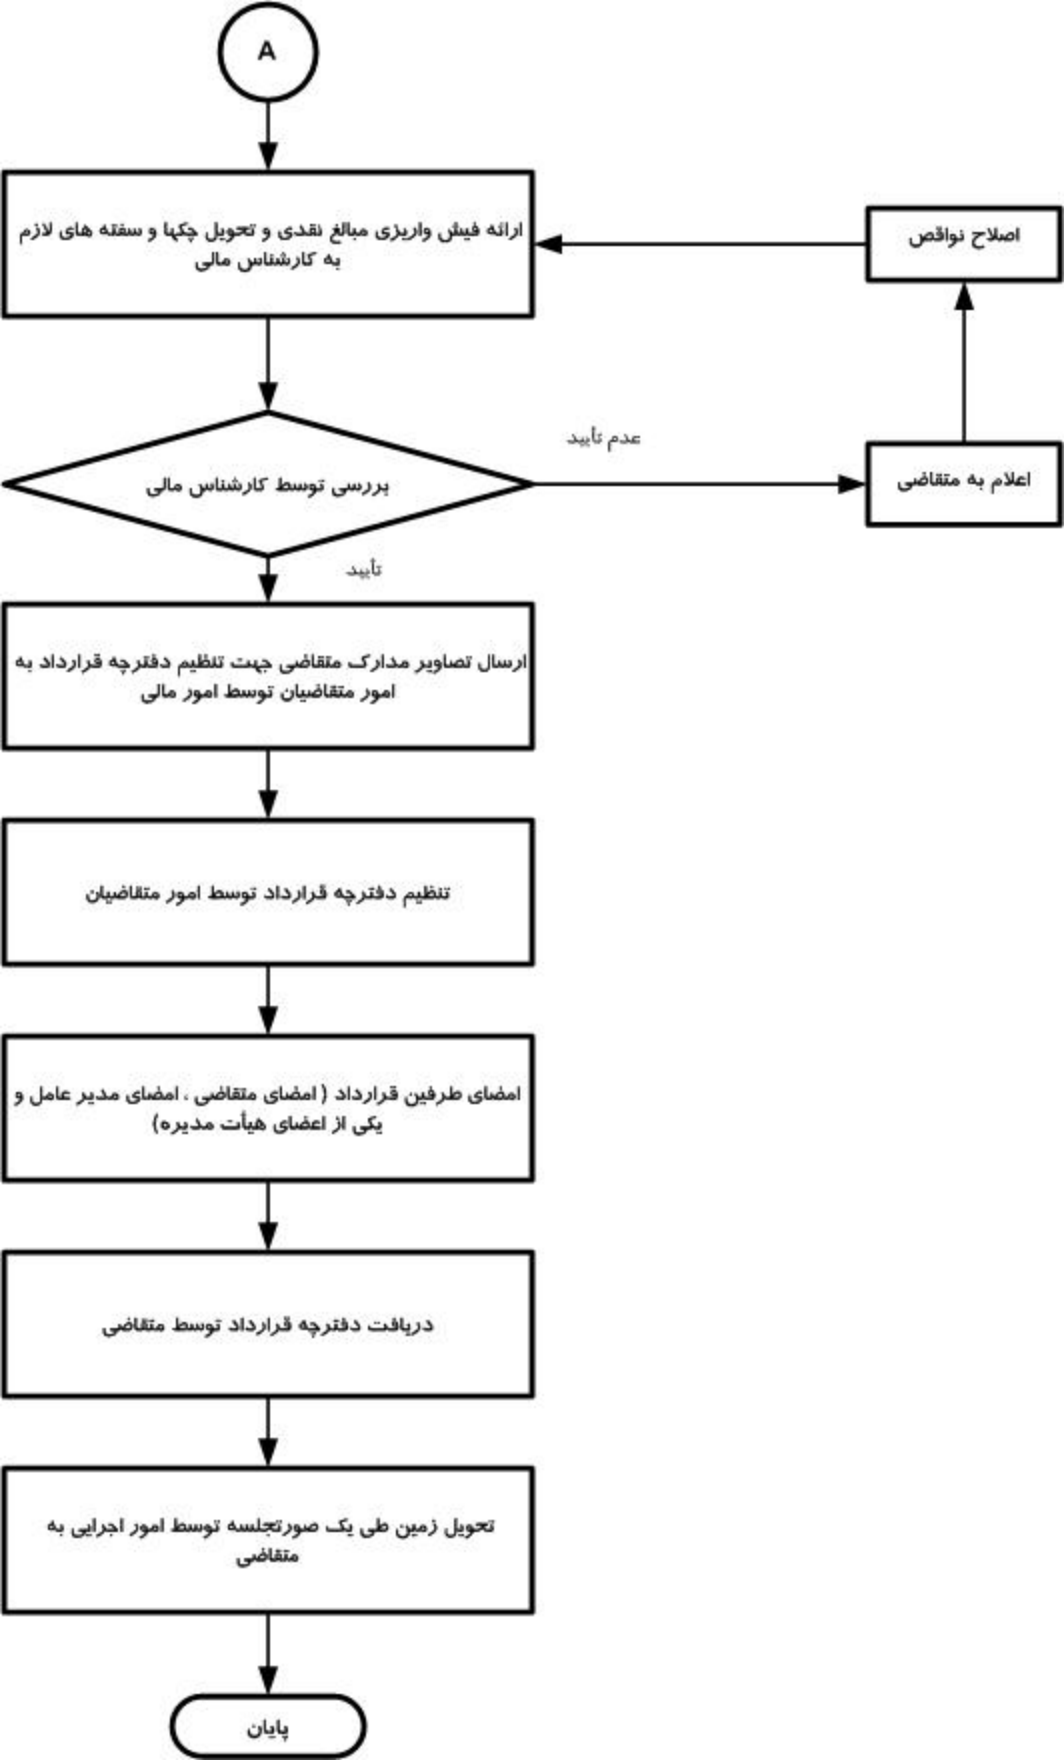 A
ارائه فیش واریزی مبالغ نقدی و تحویل چکها و سفته های لازم
به کارشناس مالی
اصلاح نواقص
بررسی توسط کارشناس مالی
عدم تأیید
اعلام به متقاضی
تأیید
ارسال تصاویر مدارک متقاضی جهت تنظیم دفترچه قرارداد به
امور متقاضیان توسط امور مالی
تنظیم دفترچه قرارداد توسط امور متقاضیان
امضای طرفین قرارداد ( امضای متقاضی ، امضای مدیر عامل و
یکی از اعضای هیأت مدیره)
دریافت دفترچه قرارداد توسط متقاضی
تحویل زمین طی یک صورتجلسه توسط امور اجرایی به
متقاضی
پایان